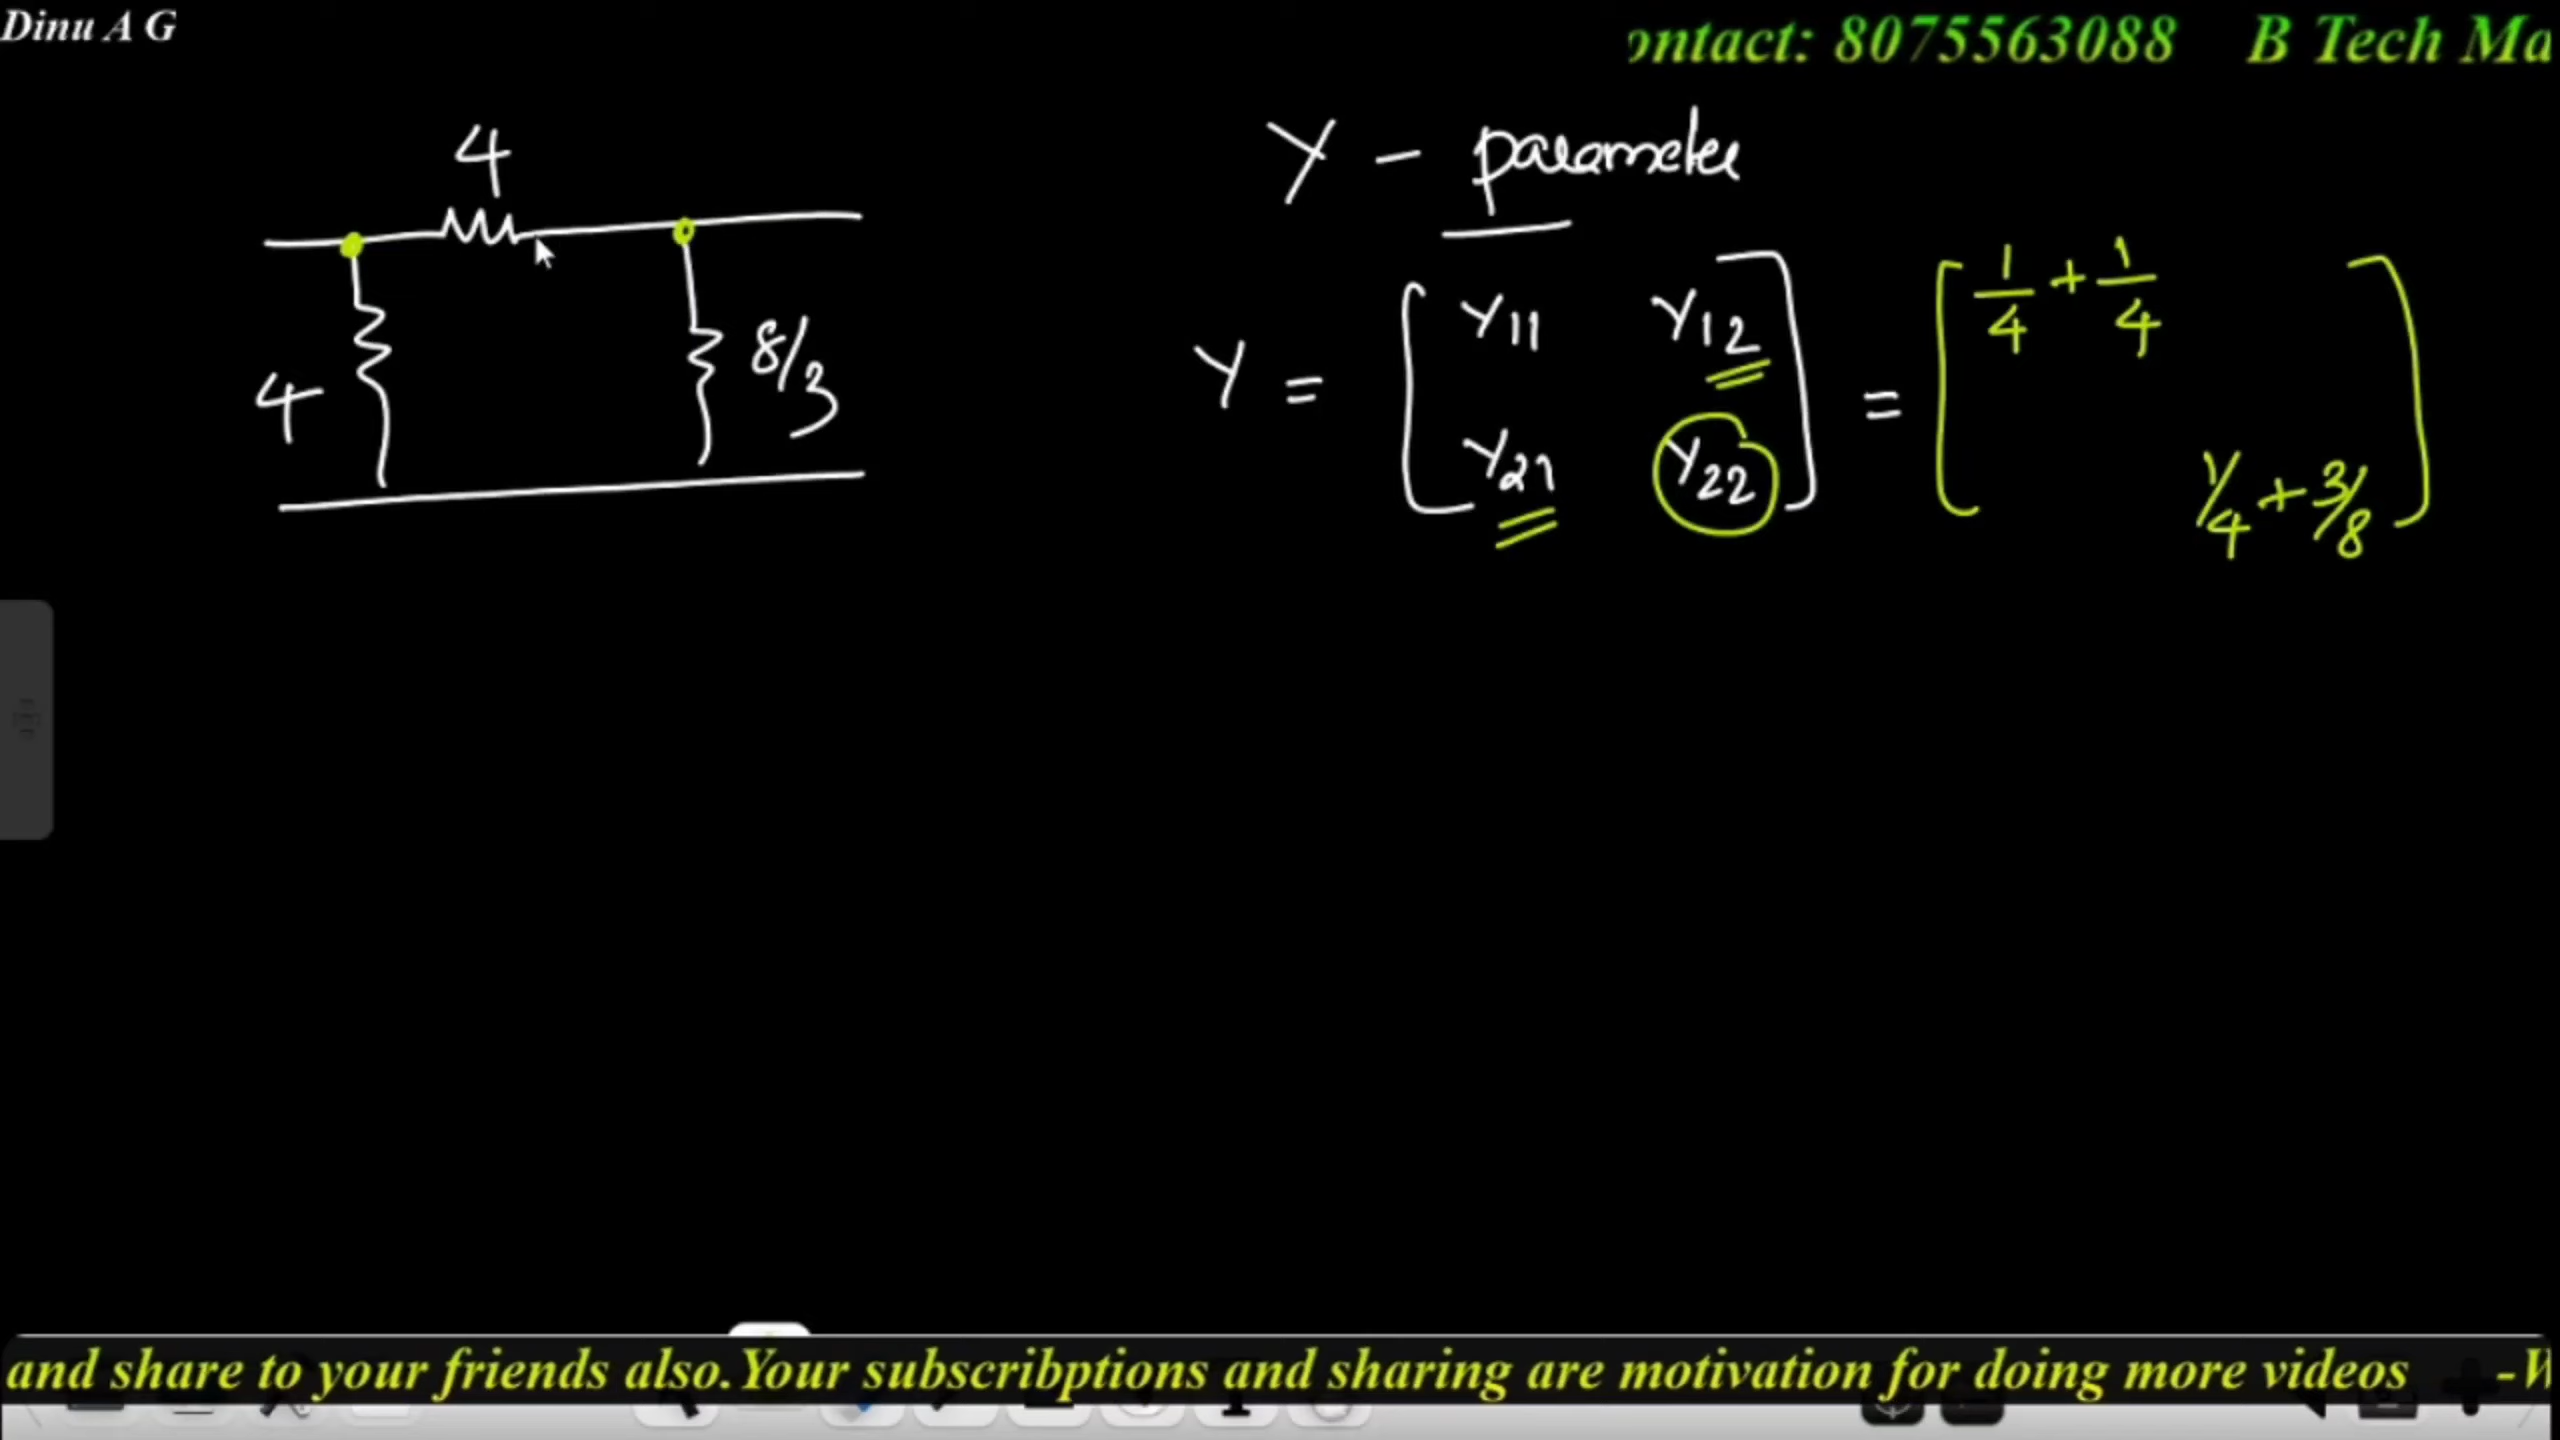 Dinu A G
ontact: 8075563088 B Tech Ma
4
4
8/3
Y - parameter
Y = [ Y11 Y12 Y21 Y22 ] = [ 1/4 + 1/4 1/4 + 3/8 ]
and share to your friends also. Your subscribptions and sharing are motivation for doing more videos -W